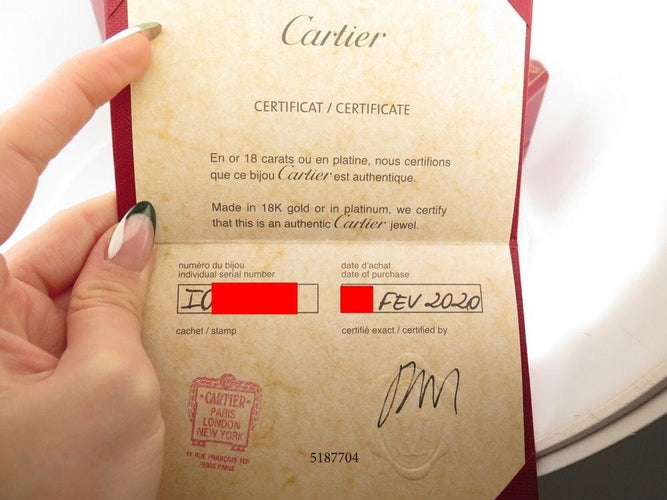 Cartier
CERTIFICAT / CERTIFICATE
En or 18 carats ou en platine, nous certifions
que ce bijou Cartier est authentique.
Made in 18K gold or in platinum, we certify
that this is an authentic Cartier jewel.
numéro du bijou
individual serial number
IO
date d'achat
date of purchase
FEV 2020
cachet / stamp
certifié exact / certified by
CARTIER
PARIS
LONDON
NEW YORK
75008 PARIS
5187704